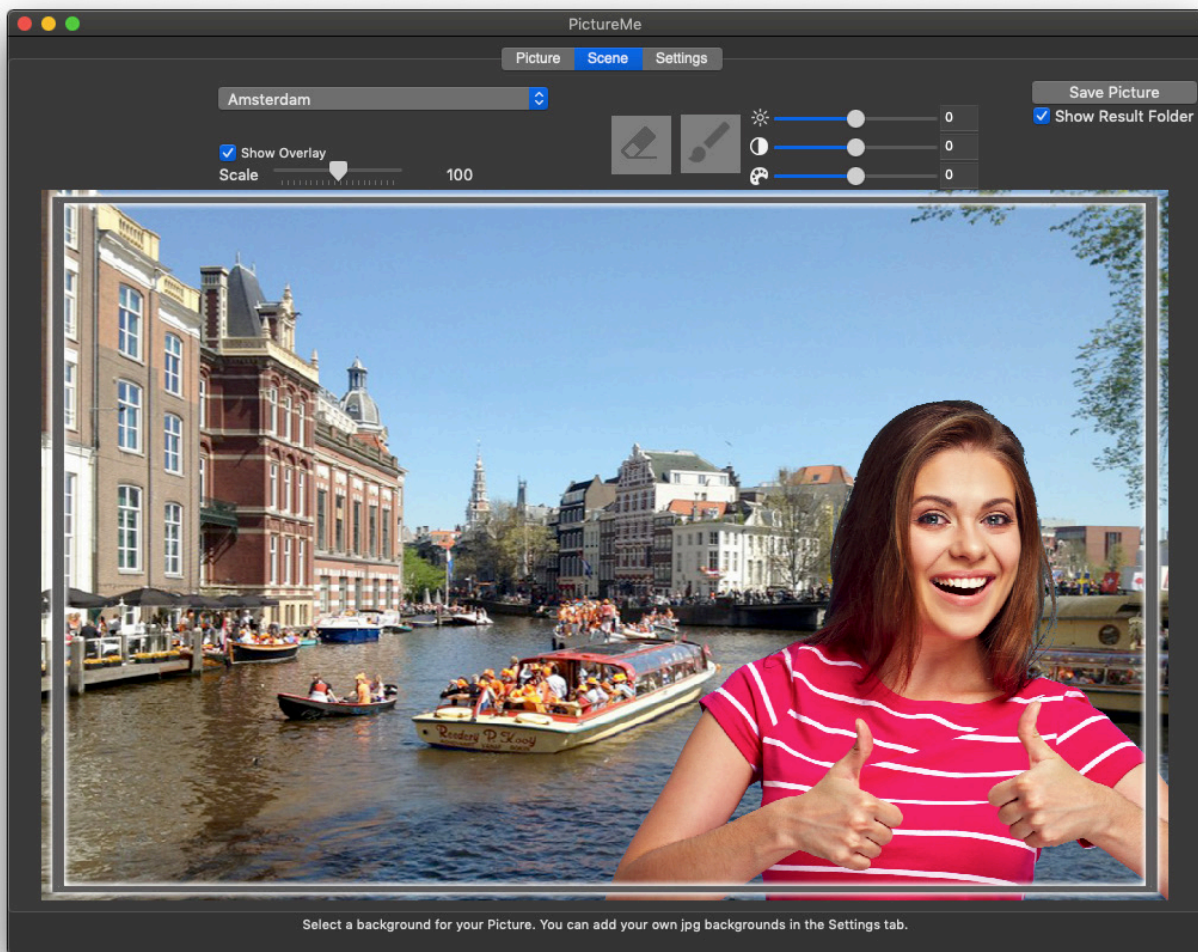 PictureMe
Picture Scene Settings
Amsterdam
Save Picture
Show Result Folder
Show Overlay
Scale 100
0
0
0
Reedery P. Kooy
Select a background for your Picture. You can add your own jpg backgrounds in the Settings tab.